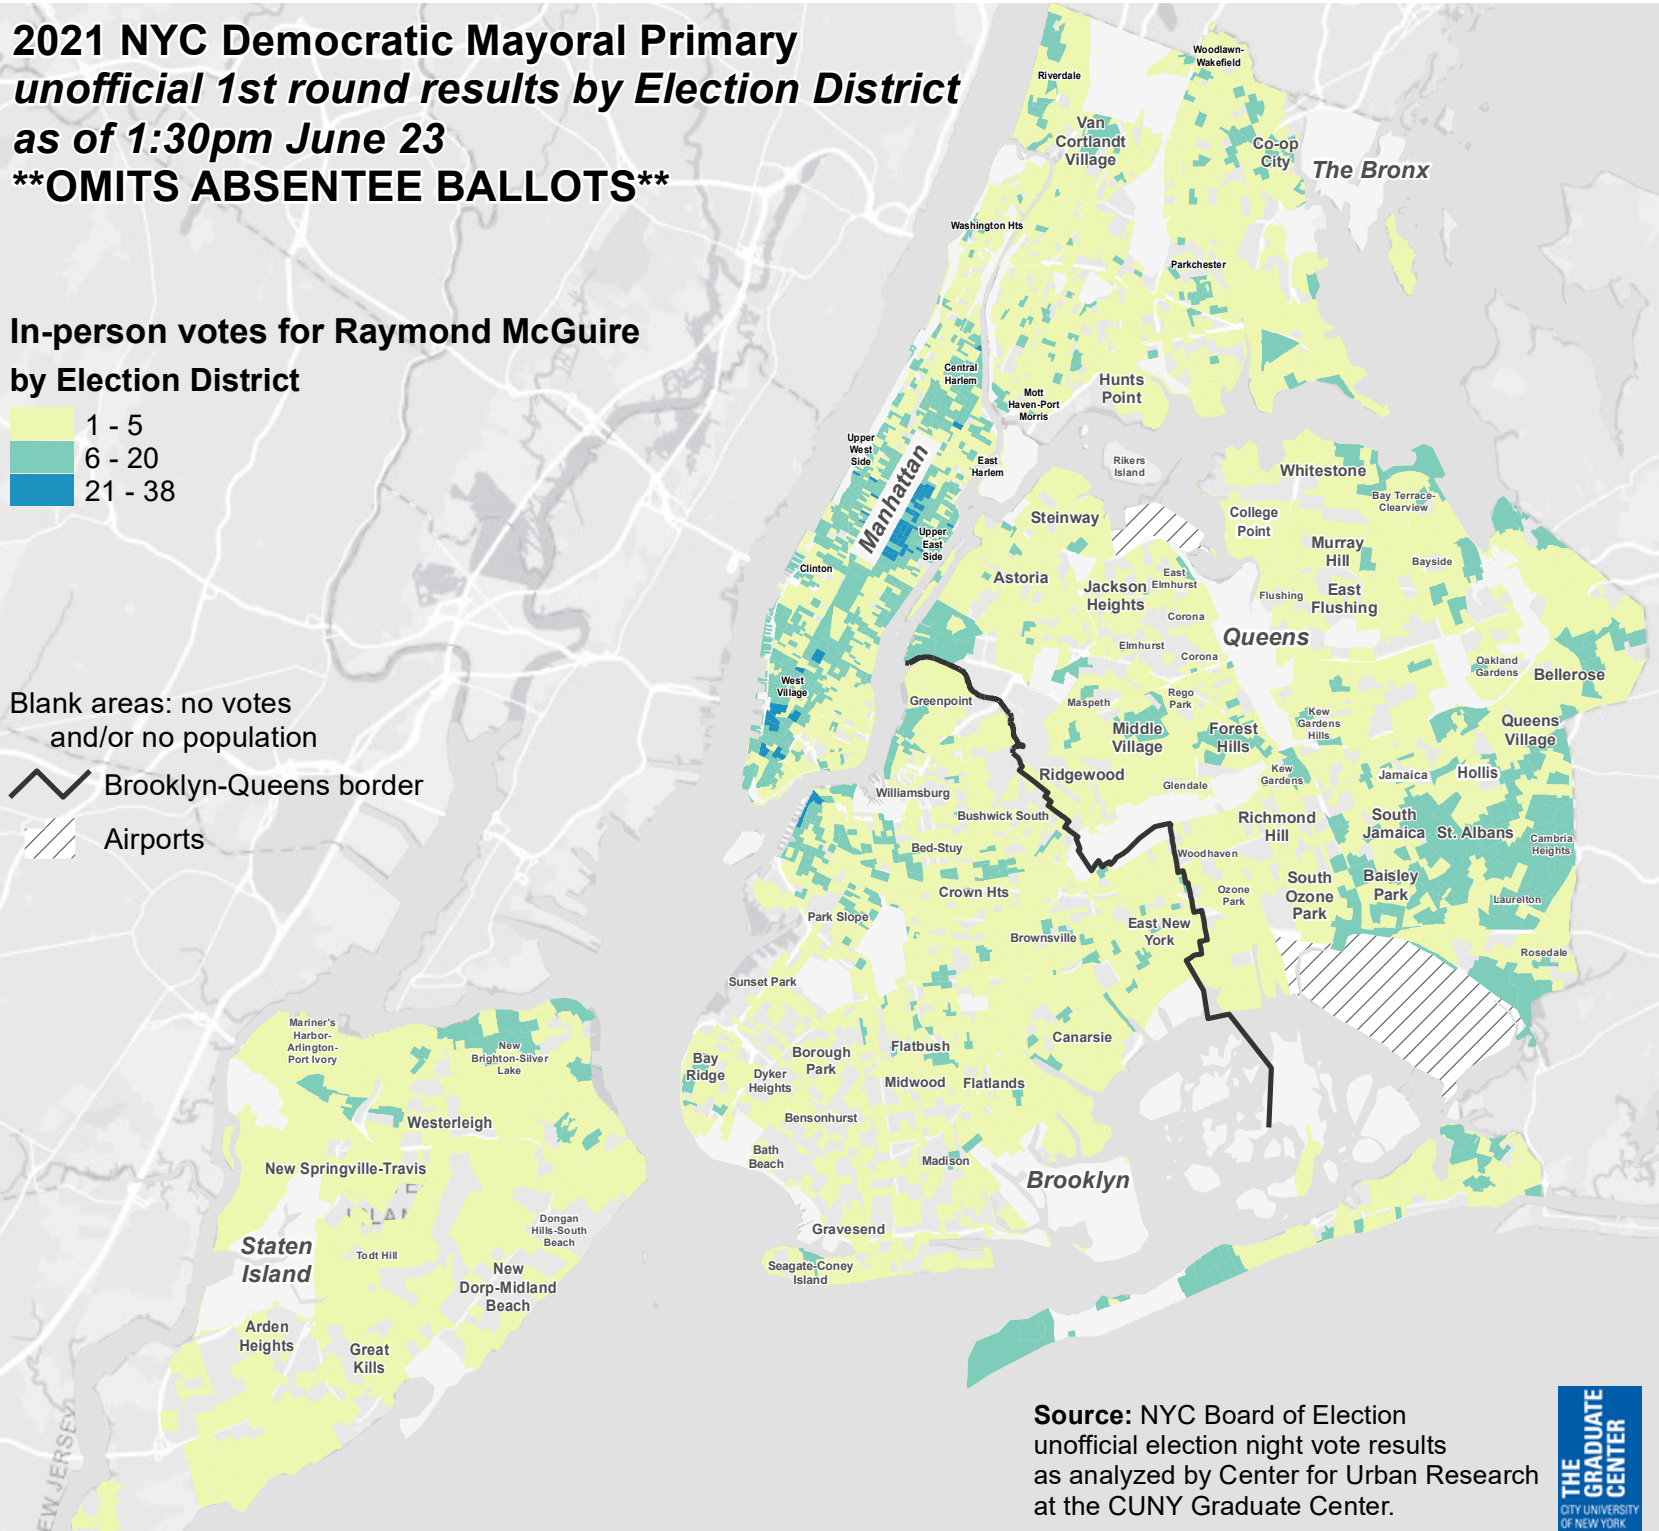 2021 NYC Democratic Mayoral Primary
unofficial 1st round results by Election District
as of 1:30pm June 23
**OMITS ABSENTEE BALLOTS**
In-person votes for Raymond McGuire
by Election District
1 - 5
6 - 20
21 - 38
Blank areas: no votes
and/or no population
Brooklyn-Queens border
Airports
Woodlawn-
Wakefield
Riverdale
Van
Cortlandt
Village
Co-op
City
The Bronx
Washington Hts
Parkchester
Central
Harlem
Hunts
Point
Mott
Haven-Port
Morris
Upper
West
Side
Manhattan
East
Harlem
Rikers
Island
Whitestone
Bay Terrace-
Clearview
College
Point
Steinway
Upper
East
Side
Murray
Hill
Bayside
Clinton
Astoria
Jackson
Heights
East
Elmhurst
Flushing
East
Flushing
Corona
Queens
Elmhurst
Corona
Oakland
Gardens
Bellerose
West
Village
Greenpoint
Maspeth
Rego
Park
Middle
Village
Forest
Hills
Kew
Gardens
Hills
Queens
Village
Ridgewood
Kew
Gardens
Jamaica
Hollis
Glendale
Williamsburg
Bushwick South
Richmond
Hill
South
Jamaica
St. Albans
Cambria
Heights
Bed-Stuy
Woodhaven
Crown Hts
Ozone
Park
South
Ozone
Park
Baisley
Park
Laurelton
Park Slope
Brownsville
East New
York
Rosedale
Sunset Park
Mariner's
Harbor-
Arlington-
Port Ivory
New
Brighton-Silver
Lake
Bay
Ridge
Borough
Park
Dyker
Heights
Flatbush
Canarsie
Midwood
Flatlands
Westerleigh
Bensonhurst
New Springville-Travis
Bath
Beach
Madison
Brooklyn
Dongan
Hills-South
Beach
Gravesend
Staten
Island
Todt Hill
Seagate-Coney
Island
New
Dorp-Midland
Beach
Arden
Heights
Great
Kills
Source: NYC Board of Election
unofficial election night vote results
as analyzed by Center for Urban Research
at the CUNY Graduate Center.
THE
GRADUATE
CENTER
CITY UNIVERSITY
OF NEW YORK